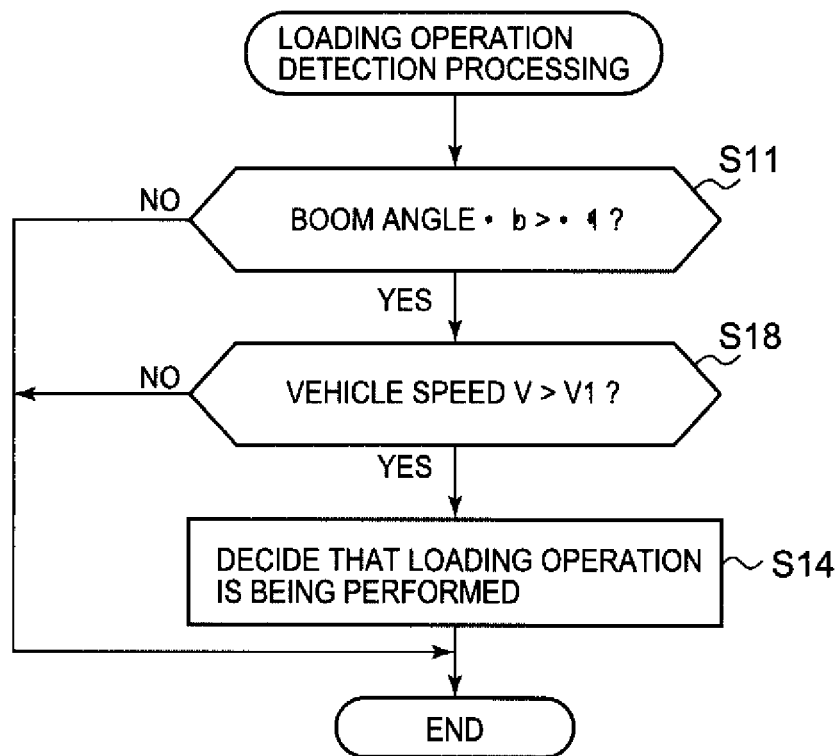 LOADING OPERATION
DETECTION PROCESSING
S11
NO
BOOM ANGLE • b > • 1 ?
YES
S18
NO
VEHICLE SPEED V > V1 ?
YES
DECIDE THAT LOADING OPERATION
IS BEING PERFORMED
S14
END